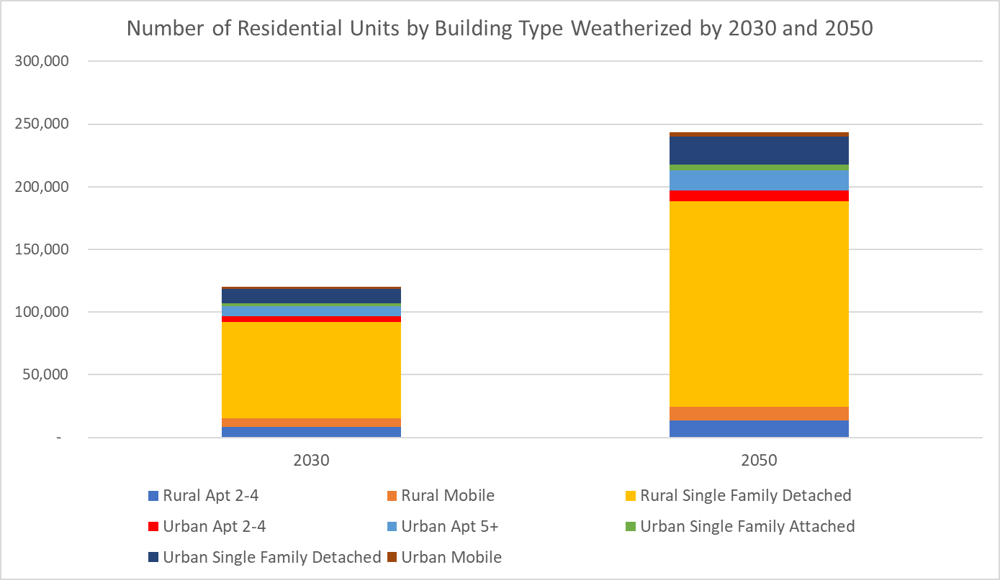 Number of Residential Units by Building Type Weatherized by 2030 and 2050
300,000
250,000
200,000
150,000
100,000
50,000
-
2030 2050
Rural Apt 2-4 Rural Mobile Rural Single Family Detached
Urban Apt 2-4 Urban Apt 5+ Urban Single Family Attached
Urban Single Family Detached Urban Mobile